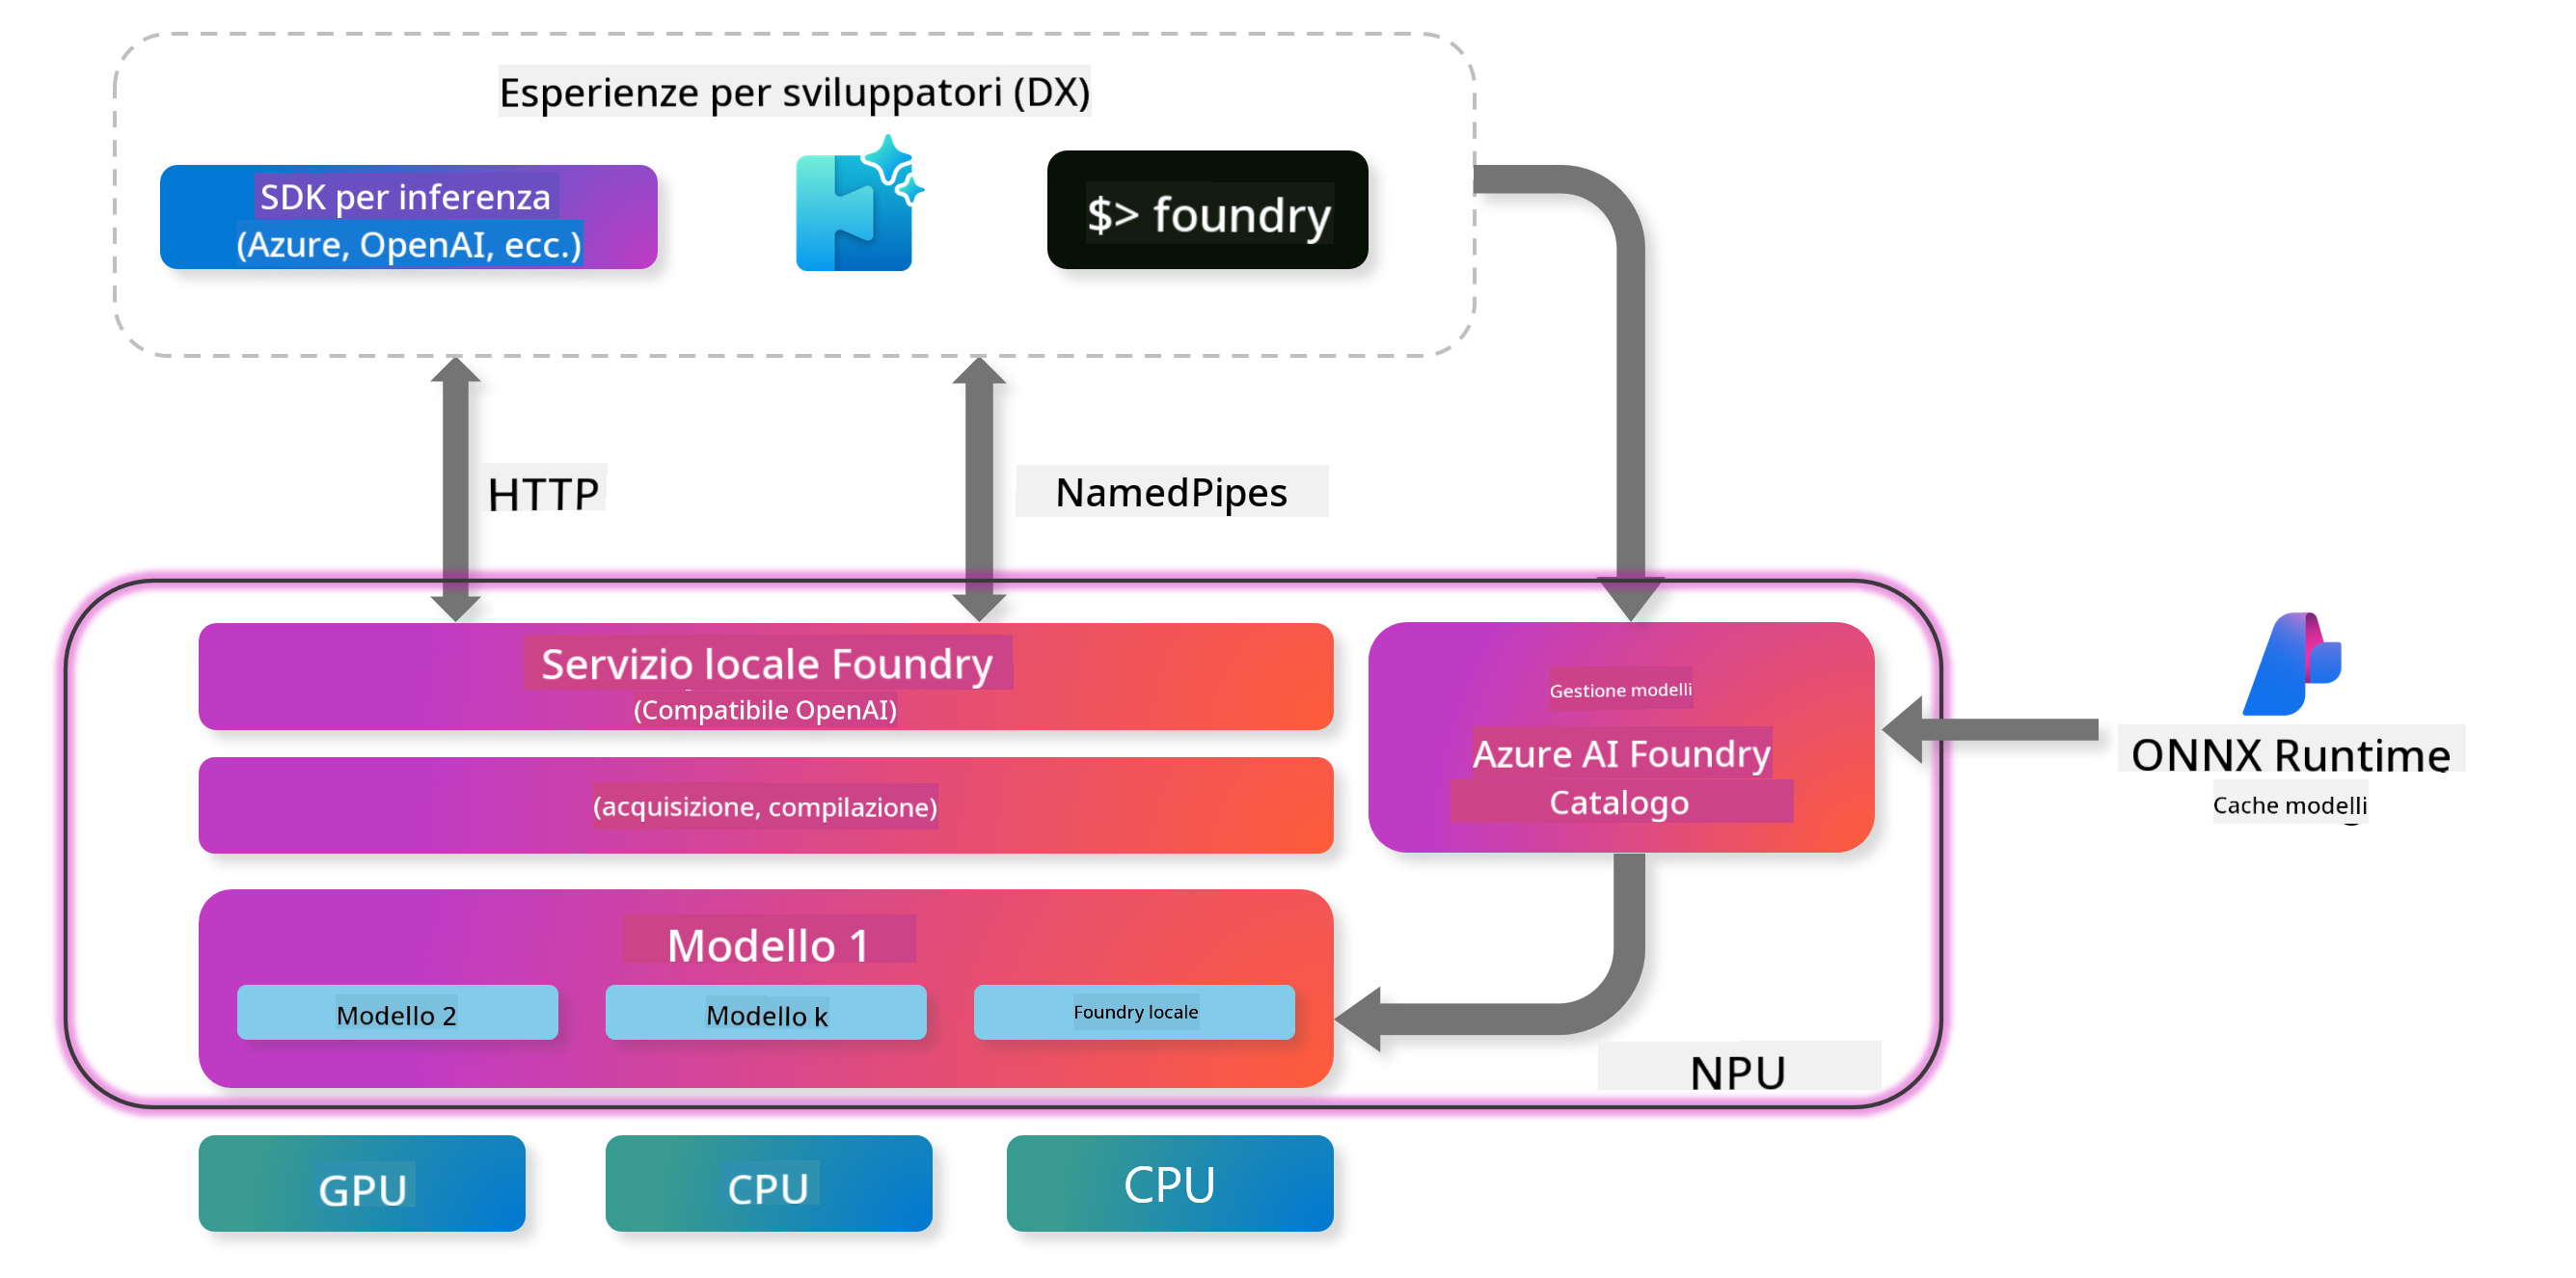 Esperienze per sviluppatori (DX)
SDK per inferenza
(Azure, OpenAI, ecc.)
$> foundry
HTTP
NamedPipes
Servizio locale Foundry
(Compatibile OpenAI)
(acquisizione, compilazione)
Gestione modelli
Azure AI Foundry
Catalogo
ONNX Runtime
Cache modelli
Modello 1
Modello 2
Modello k
Foundry locale
NPU
GPU
CPU
CPU